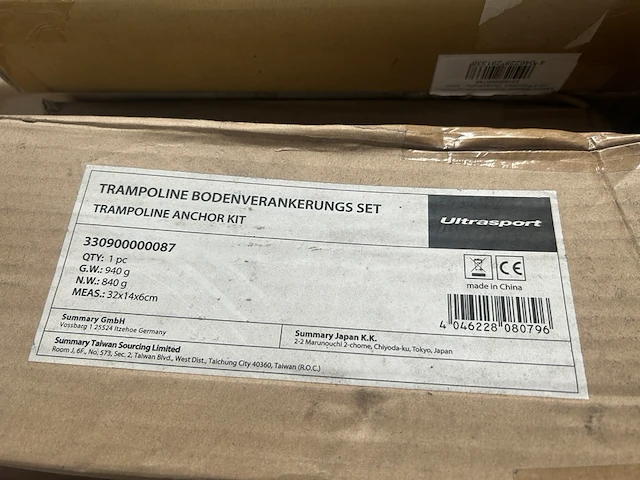 TRAMPOLINE BODENVERANKERUNGS SET
TRAMPOLINE ANCHOR KIT
Ultrasport
330900000087
QTY: 1 pc
G.W.: 940 g
N.W.: 840 g
MEAS.: 32x14x6cm
CE
made in China
4 046228 080796
Summary GmbH
Vossbarg 1 25524 Itzehoe Germany
Summary Japan K.K.
2-2 Marunouchi 2-chome, Chiyoda-ku, Tokyo, Japan
Summary Taiwan Sourcing Limited
Room J, 6F., No. 573, Sec. 2, Taiwan Blvd., West Dist., Taichung City 40360, Taiwan (R.O.C.)